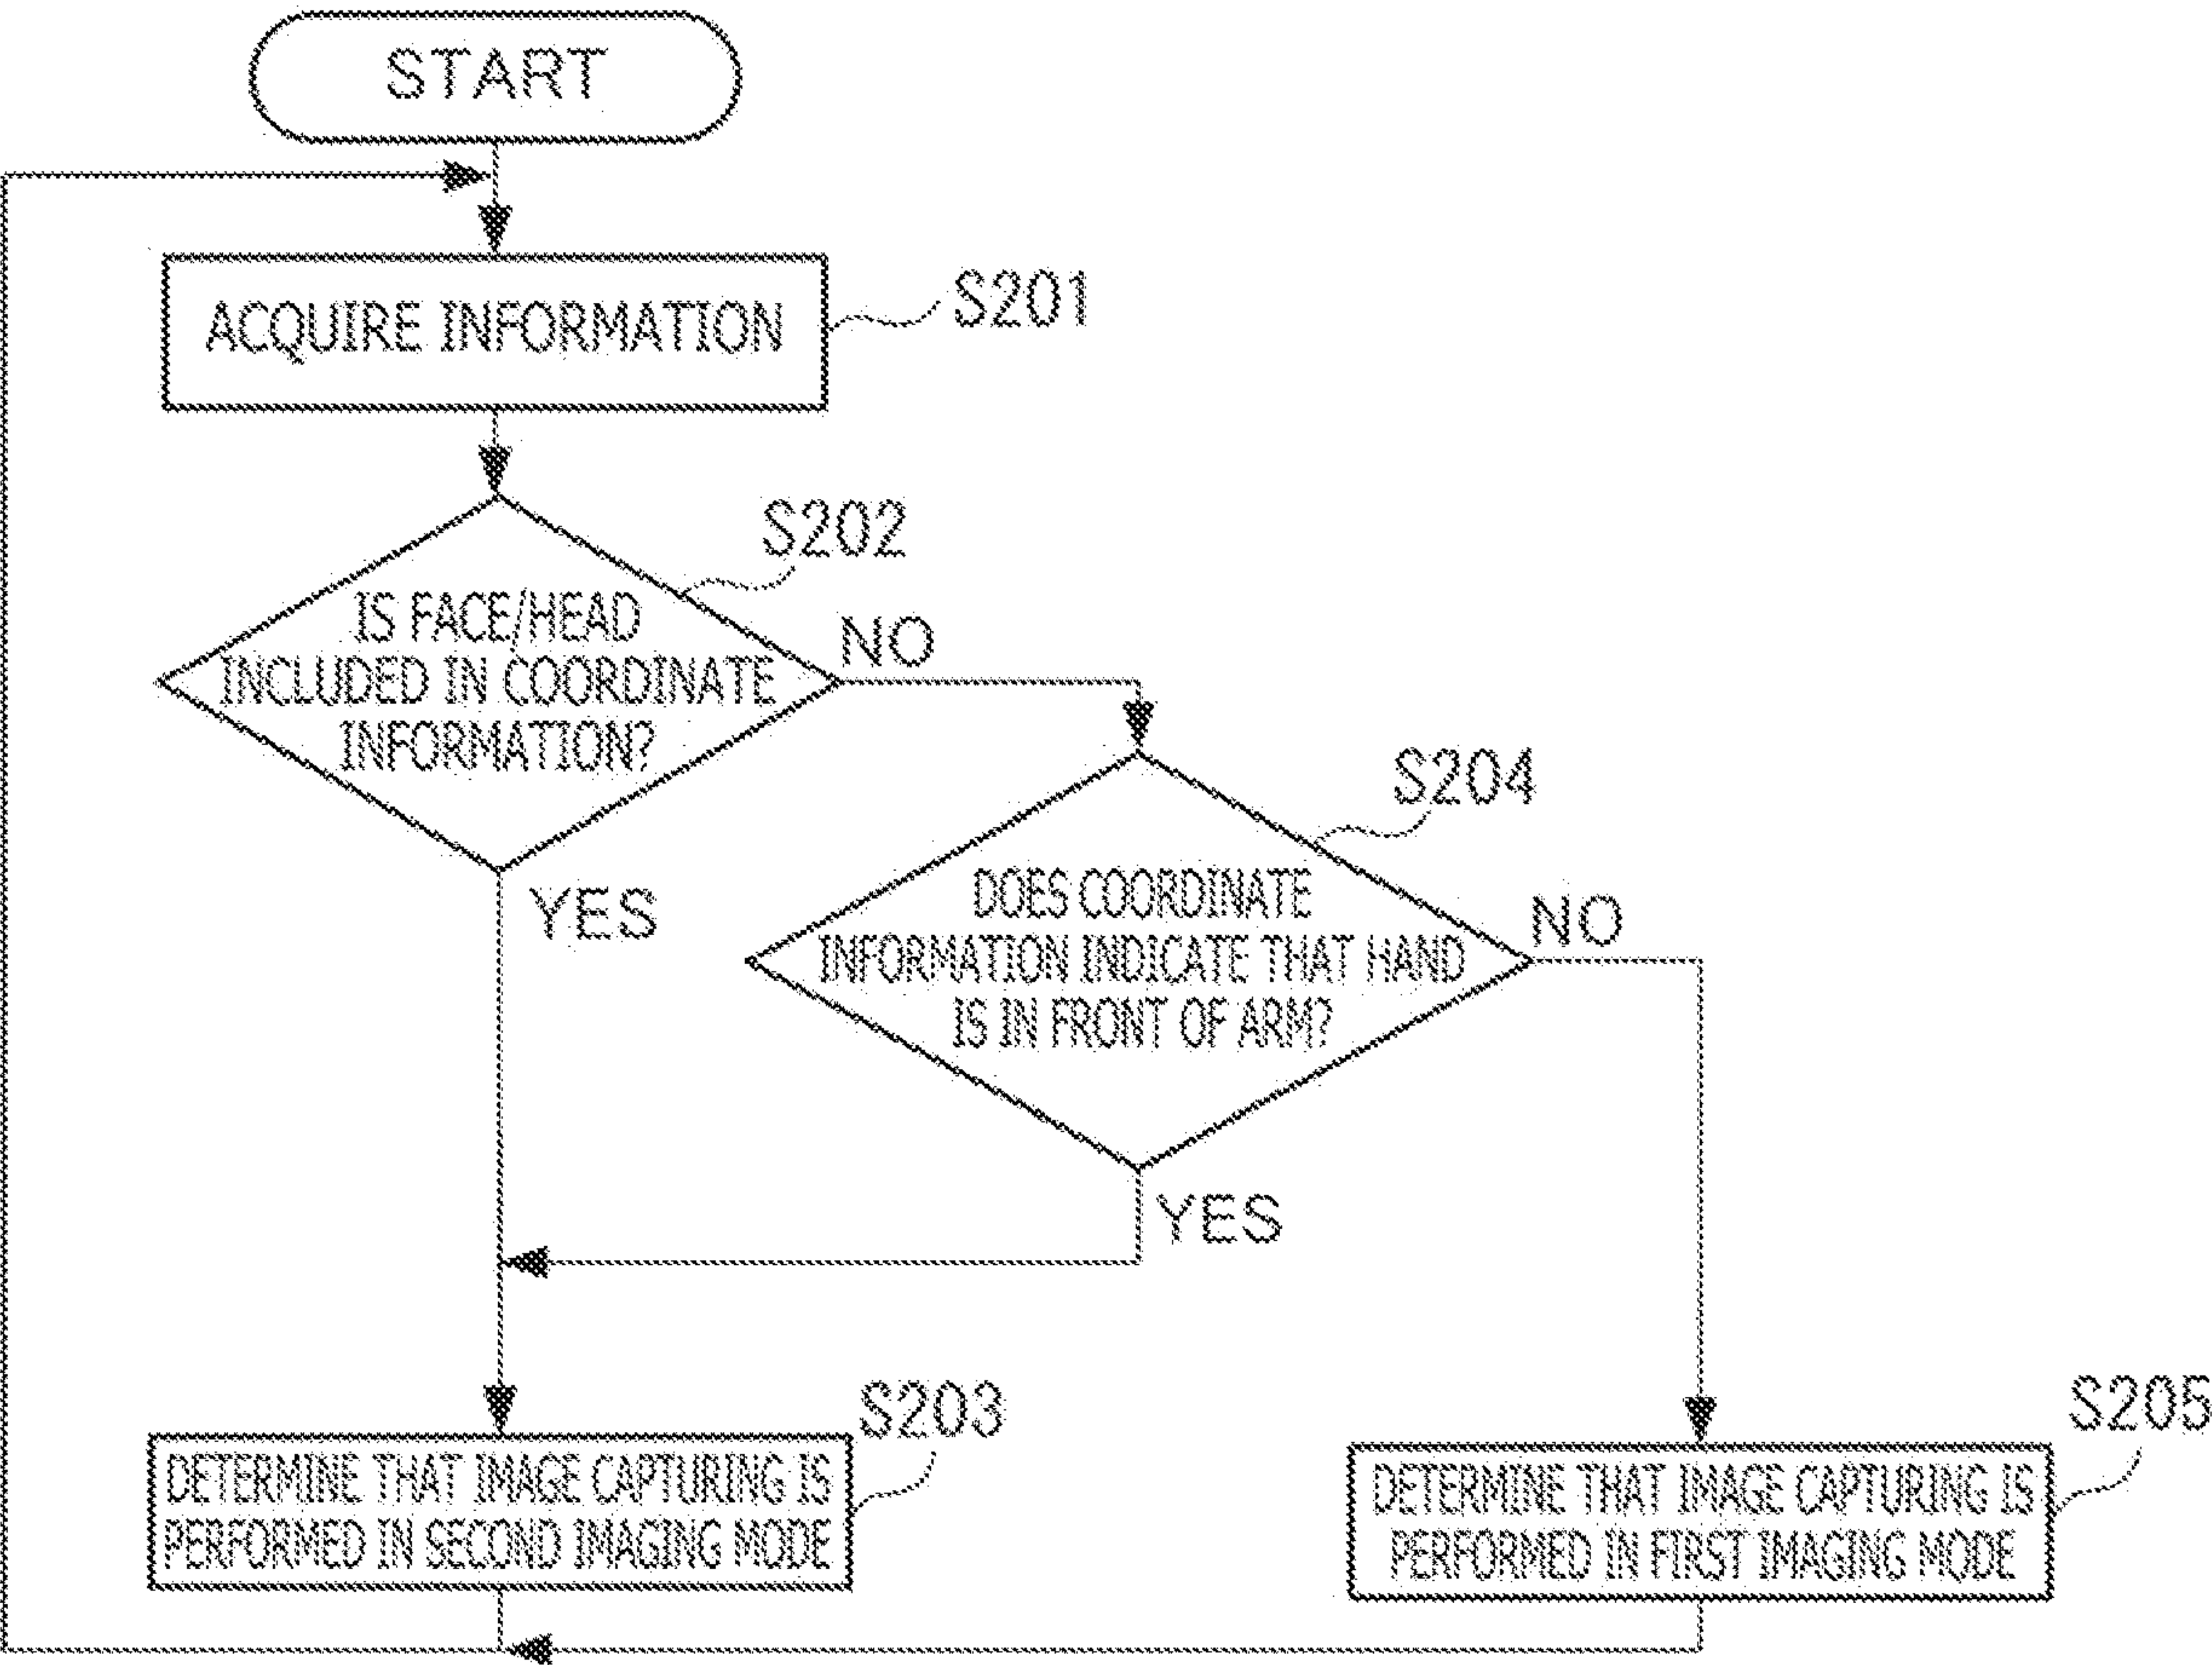 START
ACQUIRE INFORMATION
S201
S202
IS FACE/HEAD
INCLUDED IN COORDINATE
INFORMATION?
NO
YES
S204
DOES COORDINATE
INFORMATION INDICATE THAT HAND
IS IN FRONT OF ARM?
NO
YES
S203
DETERMINE THAT IMAGE CAPTURING IS
PERFORMED IN SECOND IMAGING MODE
S205
DETERMINE THAT IMAGE CAPTURING IS
PERFORMED IN FIRST IMAGING MODE